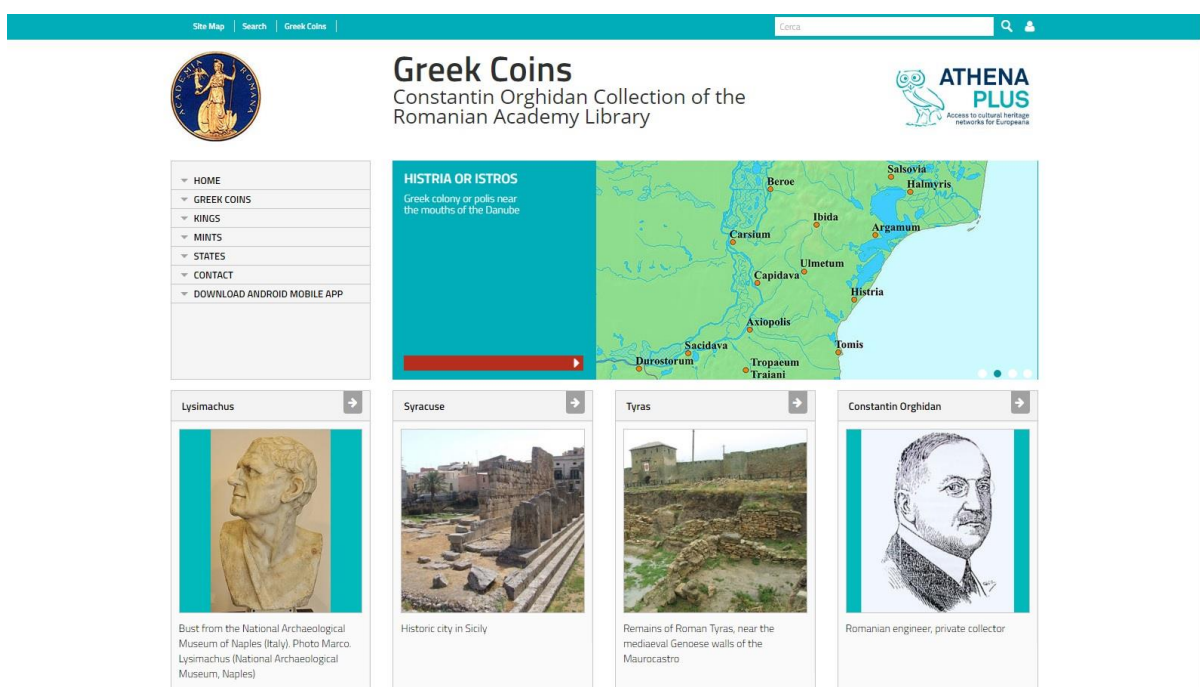 Site Map
Search
Greek Coins
Cerca
ACADEMIA ROMANA
Greek Coins
Constantin Orghidan Collection of the
Romanian Academy Library
ATHENA
PLUS
Access to cultural heritage
networks for Europeana
HOME
GREEK COINS
KINGS
MINTS
STATES
CONTACT
DOWNLOAD ANDROID MOBILE APP
HISTRIA OR ISTROS
Greek colony or polis near
the mouths of the Danube
Salsovia
Beroe
Halmyris
Ibida
Carsium
Argamum
Ulmetum
Capidava
Histria
Axiopolis
Sacidava
Tomis
Durostorum
Tropaeum
Traiani
Lysimachus
Bust from the National Archaeological
Museum of Naples (Italy). Photo Marco.
Lysimachus (National Archaeological
Museum, Naples)
Syracuse
Historic city in Sicily
Tyras
Remains of Roman Tyras, near the
mediaeval Genoese walls of the
Maurocastro
Constantin Orghidan
Romanian engineer, private collector